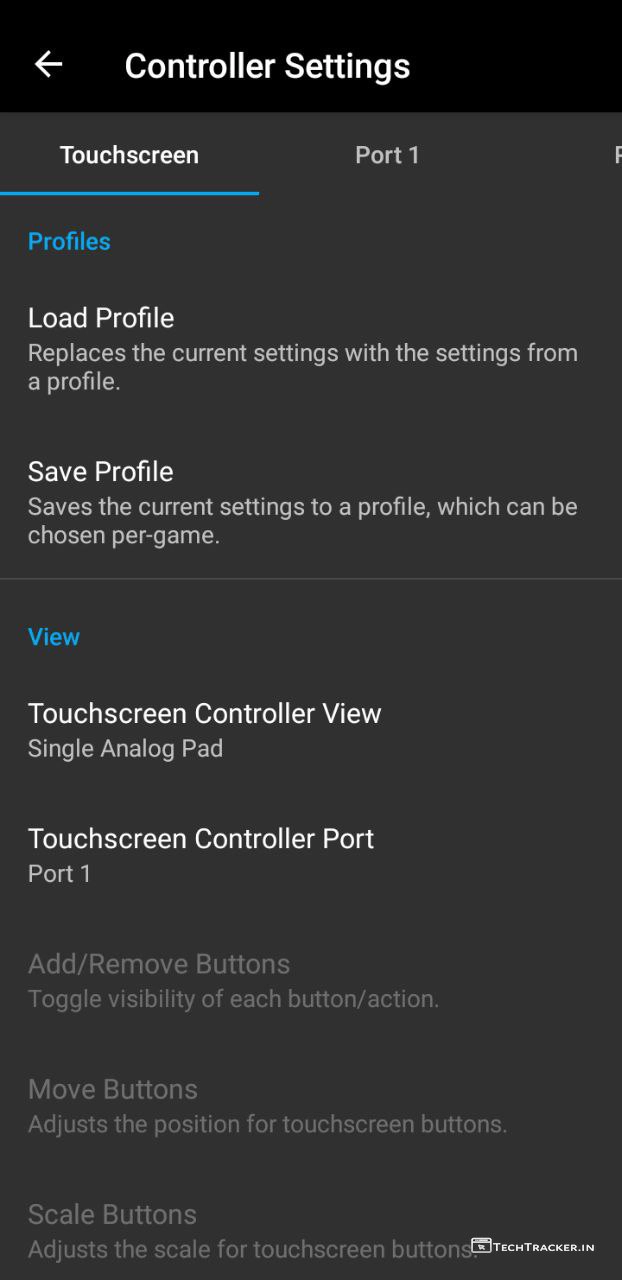 Controller Settings
Touchscreen
Port 1
Profiles
Load Profile
Replaces the current settings with the settings from
a profile.
Save Profile
Saves the current settings to a profile, which can be
chosen per-game.
View
Touchscreen Controller View
Single Analog Pad
Touchscreen Controller Port
Port 1
Add/Remove Buttons
Toggle visibility of each button/action.
Move Buttons
Adjusts the position for touchscreen buttons.
Scale Buttons
Adjusts the scale for touchscreen buttons.
TECHTRACKER.IN